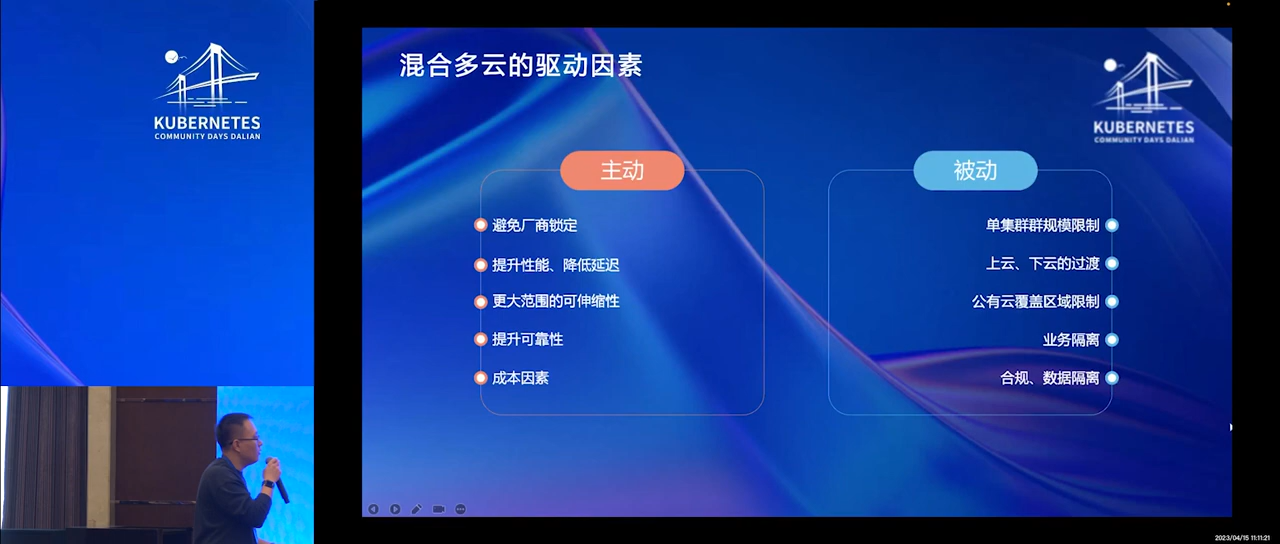 KUBERNETES
COMMUNITY DAYS DALIAN
混合多云的驱动因素
KUBERNETES
COMMUNITY DAYS DALIAN
主动
避免厂商锁定
提升性能、降低延迟
更大范围的可伸缩性
提升可靠性
成本因素
被动
单集群群规模限制
上云、下云的过渡
公有云覆盖区域限制
业务隔离
合规、数据隔离
2023/04/15 11:11:21